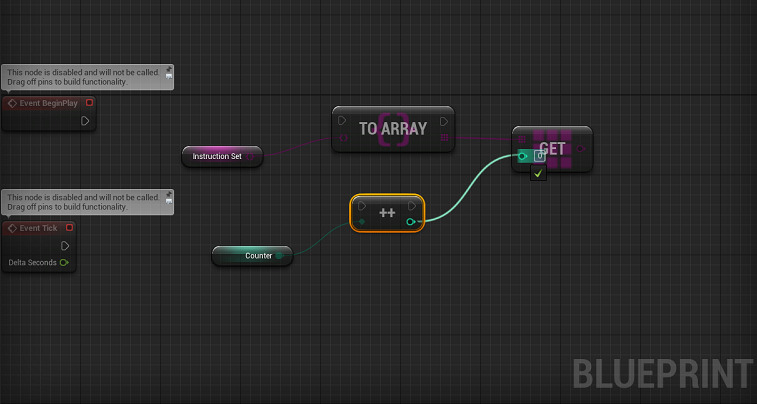 This node is disabled and will not be called.
Drag off pins to build functionality.
Event BeginPlay
TO ARRAY
GET
0
Instruction Set
This node is disabled and will not be called.
Drag off pins to build functionality.
++
Event Tick
Counter
Delta Seconds
BLUEPRINT